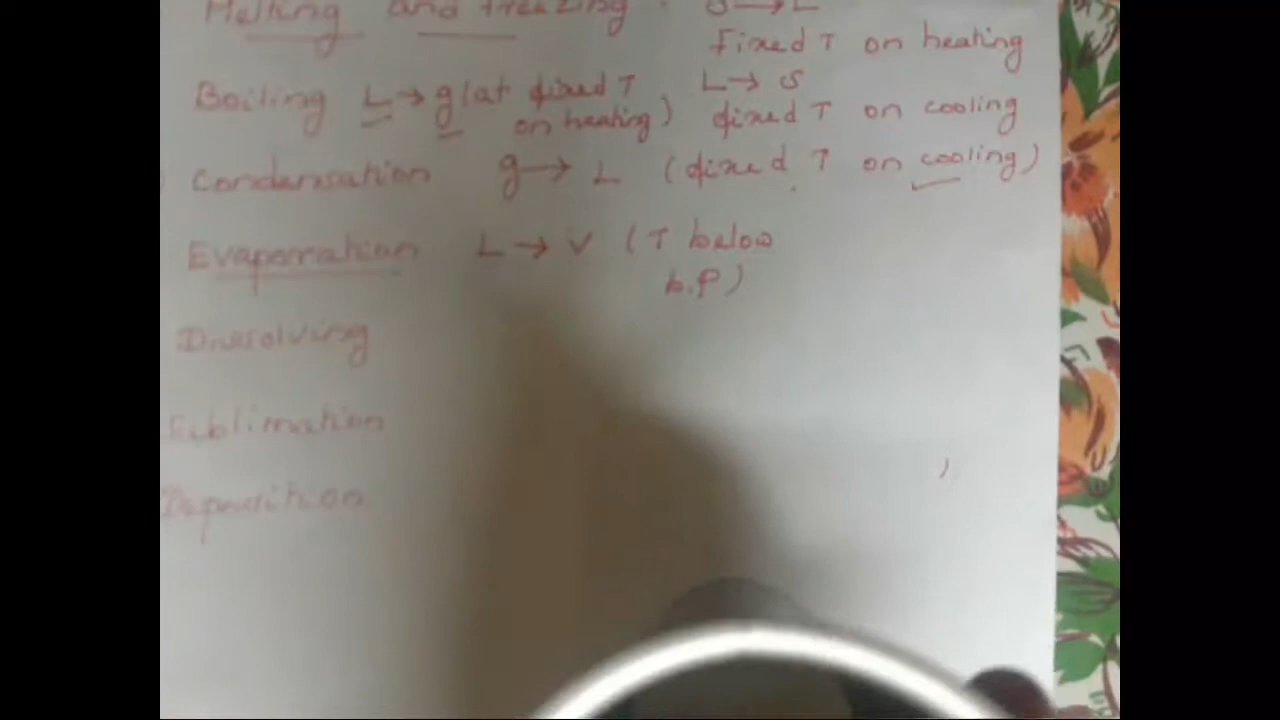 Melting and freezing : S → L
Fixed T on heating
Boiling L → g (at fixed T on heating)
L → S
fixed T on cooling
Condensation g → L (fixed T on cooling)
Evaporation L → V (T below
b.p)
Dissolving
Sublimation
Deposition